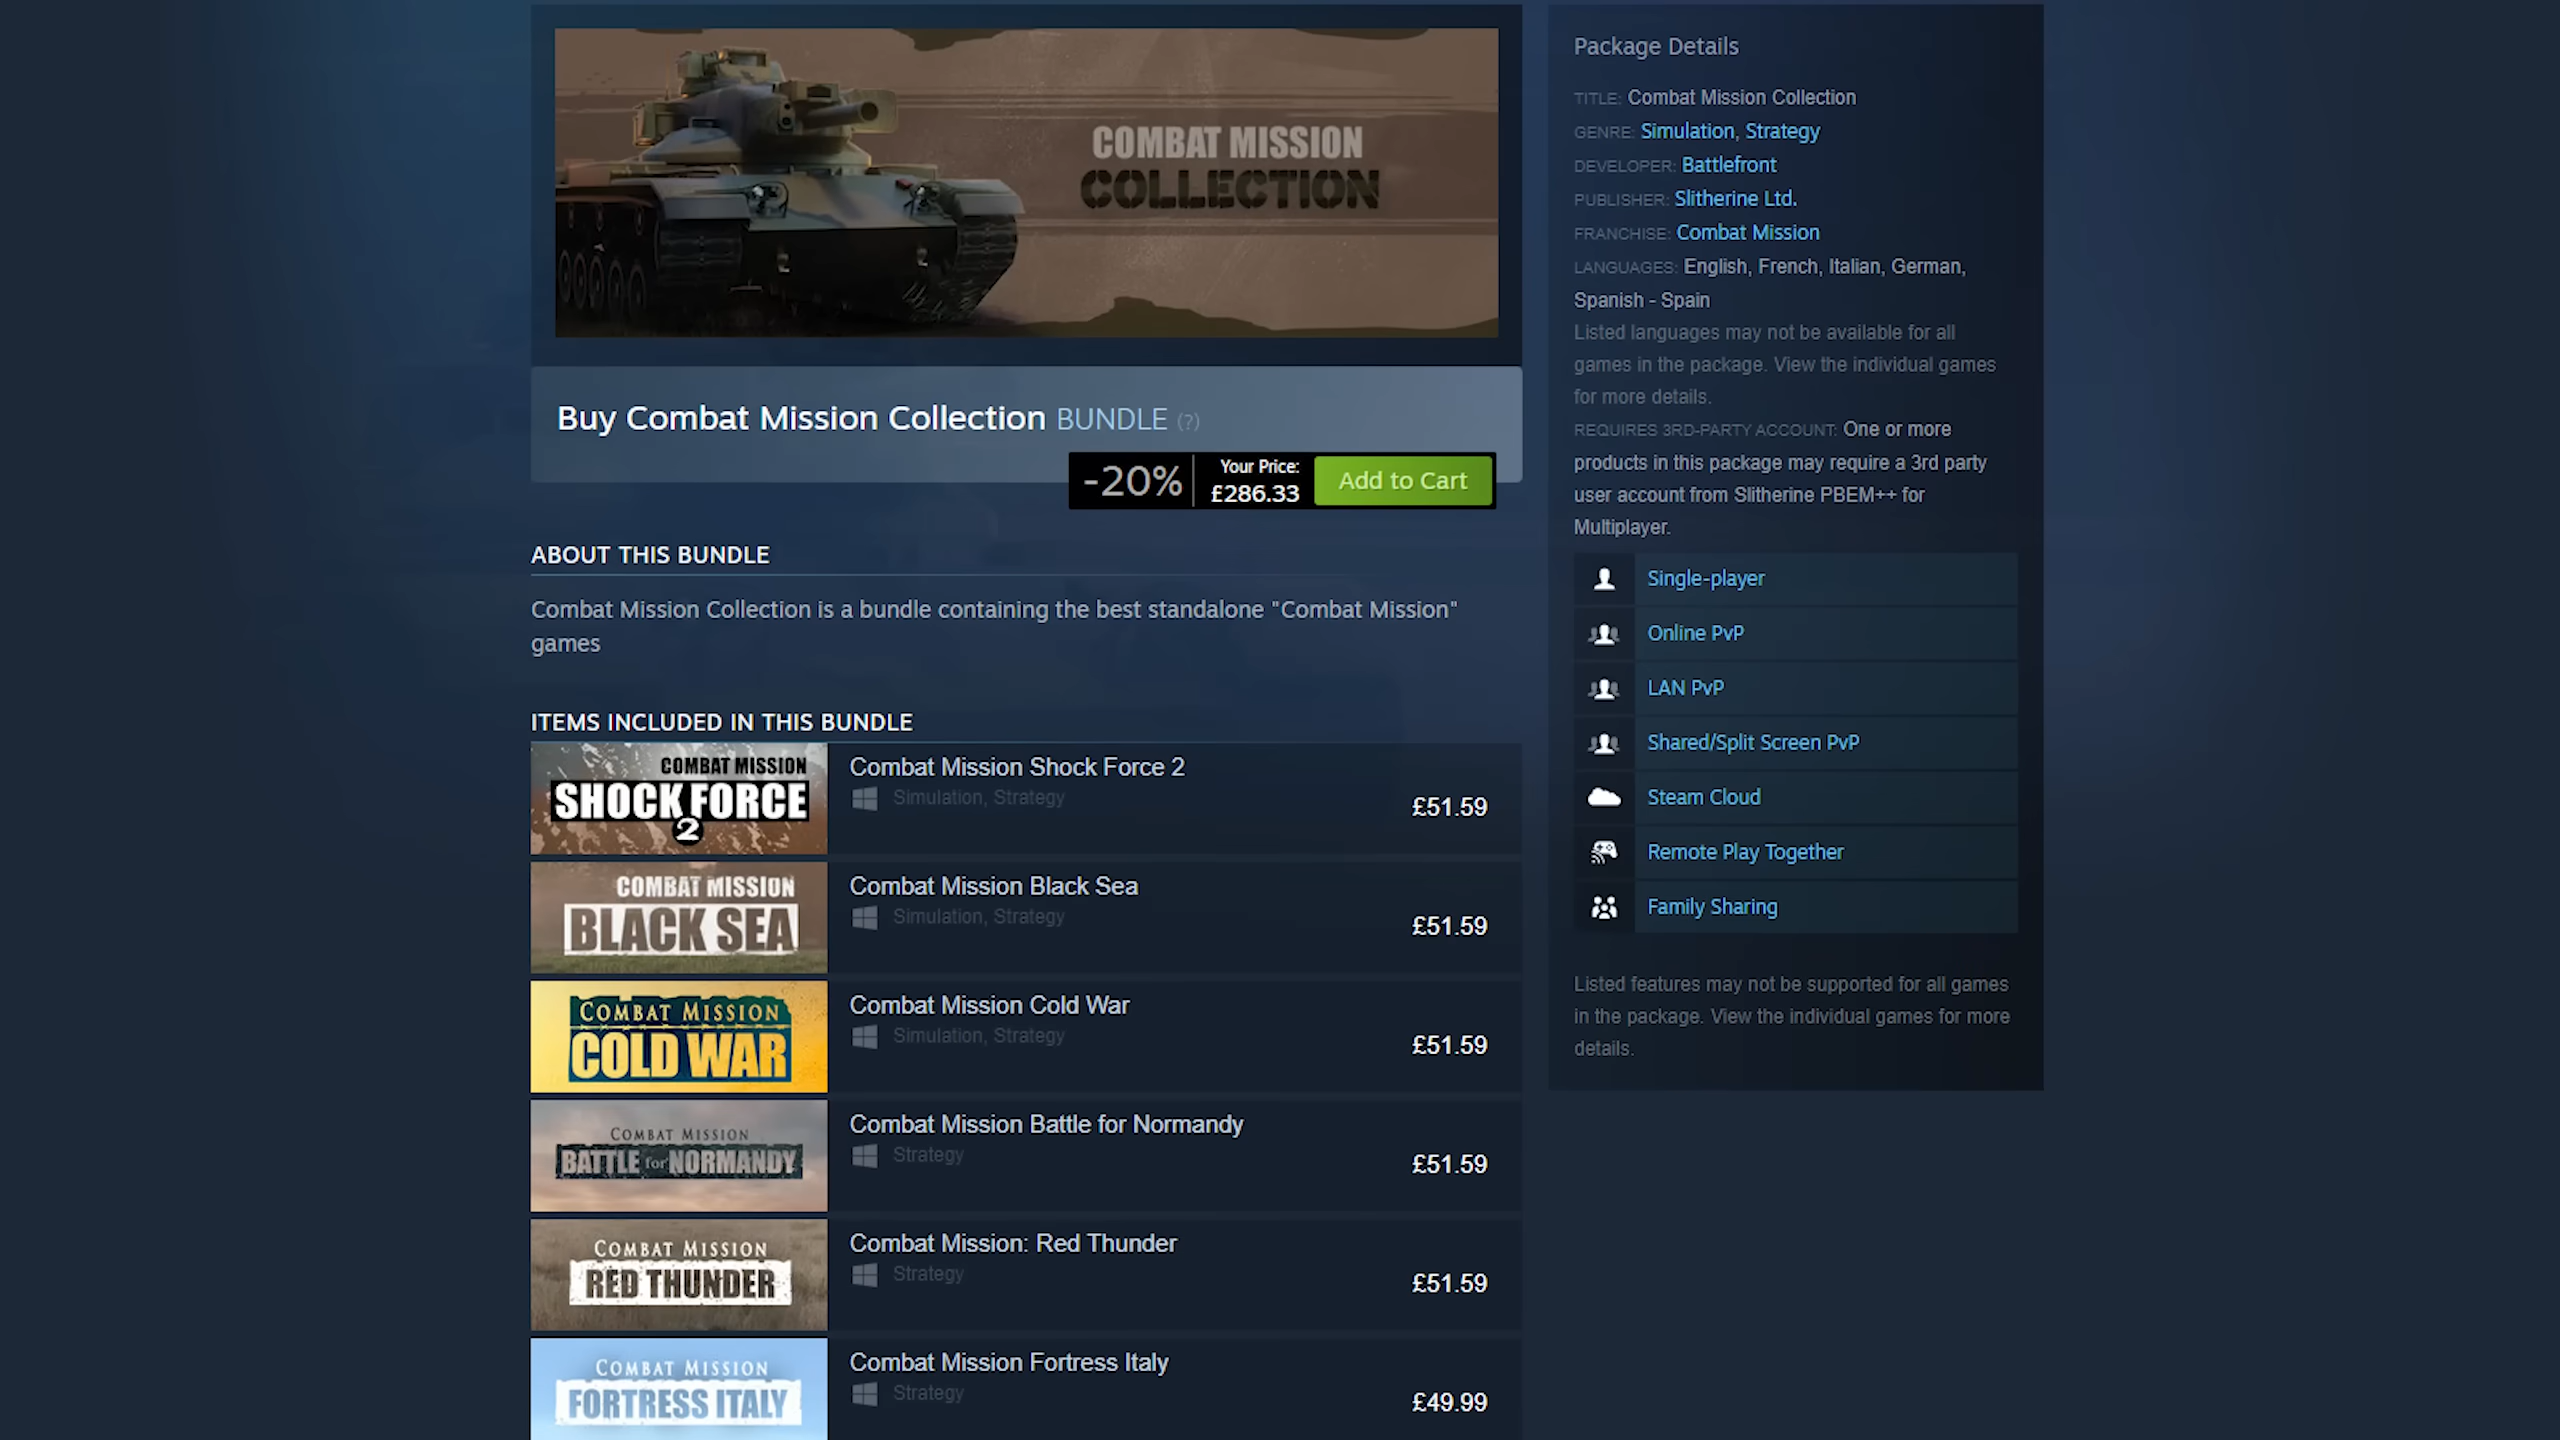 COMBAT MISSION
COLLECTION
Buy Combat Mission Collection BUNDLE (?)
-20%
Your Price:
£286.33
Add to Cart
ABOUT THIS BUNDLE
Combat Mission Collection is a bundle containing the best standalone "Combat Mission"
games
ITEMS INCLUDED IN THIS BUNDLE
COMBAT MISSION
SHOCK FORCE
2
Combat Mission Shock Force 2
Simulation, Strategy
£51.59
COMBAT MISSION
BLACK SEA
Combat Mission Black Sea
Simulation, Strategy
£51.59
COMBAT MISSION
COLD WAR
Combat Mission Cold War
Simulation, Strategy
£51.59
COMBAT MISSION
BATTLE for NORMANDY
Combat Mission Battle for Normandy
Strategy
£51.59
COMBAT MISSION
RED THUNDER
Combat Mission: Red Thunder
Strategy
£51.59
COMBAT MISSION
FORTRESS ITALY
Combat Mission Fortress Italy
Strategy
£49.99
Package Details
TITLE: Combat Mission Collection
GENRE: Simulation, Strategy
DEVELOPER: Battlefront
PUBLISHER: Slitherine Ltd.
FRANCHISE: Combat Mission
LANGUAGES: English, French, Italian, German,
Spanish - Spain
Listed languages may not be available for all
games in the package. View the individual games
for more details.
REQUIRES 3RD-PARTY ACCOUNT: One or more
products in this package may require a 3rd party
user account from Slitherine PBEM++ for
Multiplayer.
Single-player
Online PvP
LAN PvP
Shared/Split Screen PvP
Steam Cloud
Remote Play Together
Family Sharing
Listed features may not be supported for all games
in the package. View the individual games for more
details.